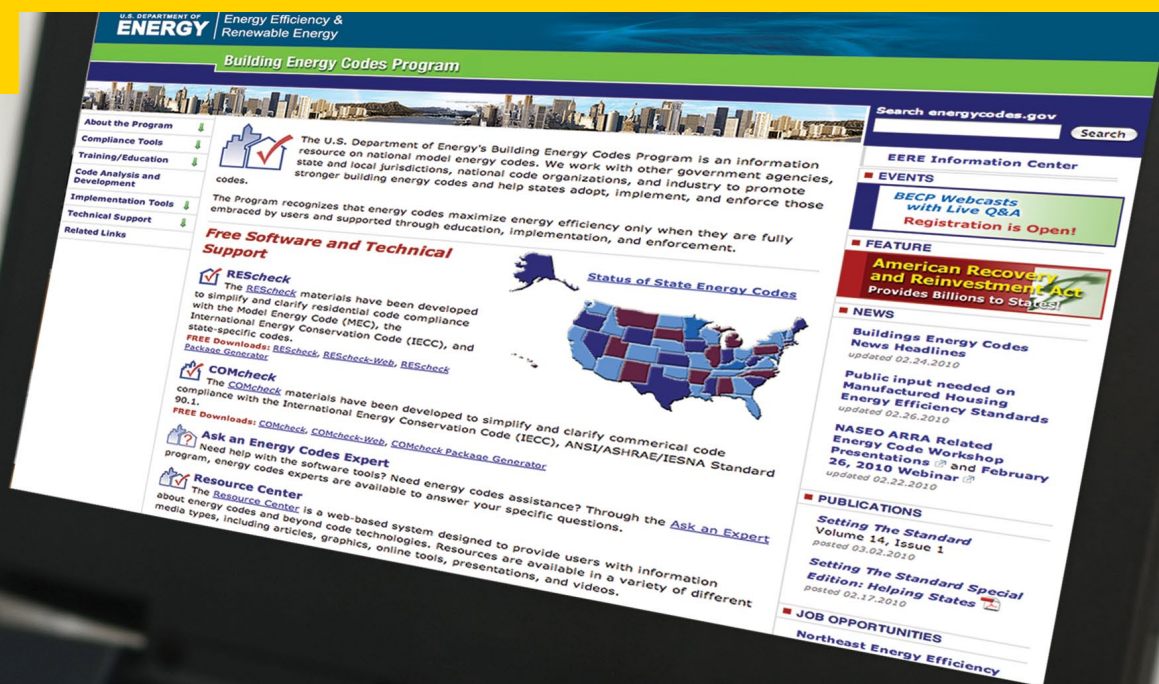 U.S. DEPARTMENT OF
ENERGY
Energy Efficiency &
Renewable Energy
Building Energy Codes Program
About the Program
Compliance Tools
Training/Education
Code Analysis and
Development
Implementation Tools
Technical Support
Related Links
The U.S. Department of Energy's Building Energy Codes Program is an information
resource on national model energy codes. We work with other government agencies,
state and local jurisdictions, national code organizations, and industry to promote
stronger building energy codes and help states adopt, implement, and enforce those
codes.
The Program recognizes that energy codes maximize energy efficiency only when they are fully
embraced by users and supported through education, implementation, and enforcement.
Free Software and Technical
Support
REScheck
The REScheck materials have been developed
to simplify and clarify residential code compliance
with the Model Energy Code (MEC), the
International Energy Conservation Code (IECC), and
state-specific codes.
FREE Downloads: REScheck, REScheck-Web, REScheck
Package Generator
Status of State Energy Codes
COMcheck
The COMcheck materials have been developed to simplify and clarify commerical code
compliance with the International Energy Conservation Code (IECC), ANSI/ASHRAE/IESNA Standard
90.1.
FREE Downloads: COMcheck, COMcheck-Web, COMcheck Package Generator
Ask an Energy Codes Expert
Need help with the software tools? Need energy codes assistance? Through the Ask an Expert
program, energy codes experts are available to answer your specific questions.
Resource Center
The Resource Center is a web-based system designed to provide users with information
about energy codes and beyond code technologies. Resources are available in a variety of different
media types, including articles, graphics, online tools, presentations, and videos.
Search energycodes.gov
Search
EERE Information Center
EVENTS
BECP Webcasts
with Live Q&A
Registration is Open!
FEATURE
American Recovery
and Reinvestment Act
Provides Billions to States!
NEWS
Buildings Energy Codes
News Headlines
updated 02.24.2010
Public input needed on
Manufactured Housing
Energy Efficiency Standards
updated 02.26.2010
NASEO ARRA Related
Energy Code Workshop
Presentations and February
26, 2010 Webinar
updated 02.22.2010
PUBLICATIONS
Setting The Standard
Volume 14, Issue 1
posted 03.02.2010
Setting The Standard Special
Edition: Helping States
posted 02.17.2010
JOB OPPORTUNITIES
Northeast Energy Efficiency